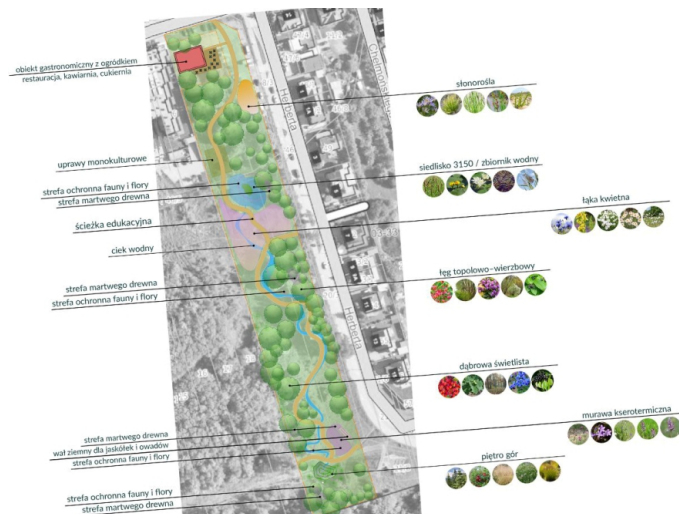 obiekt gastronomiczny z ogródkiem
restauracja, kawiarnia, cukiernia
uprawy monokulturowe
strefa ochronna fauny i flory
strefa martwego drewna
ścieżka edukacyjna
ciek wodny
strefa martwego drewna
strefa ochronna fauny i flory
strefa martwego drewna
wał ziemny dla jaskółek i owadów
strefa ochronna fauny i flory
strefa ochronna fauny i flory
strefa martwego drewna
Herberta
Herberta
słonorośla
siedlisko 3150 / zbiornik wodny
łąka kwietna
łęg topolowo-wierzbowy
dąbrowa świetlista
murawa kserotermiczna
piętro gór